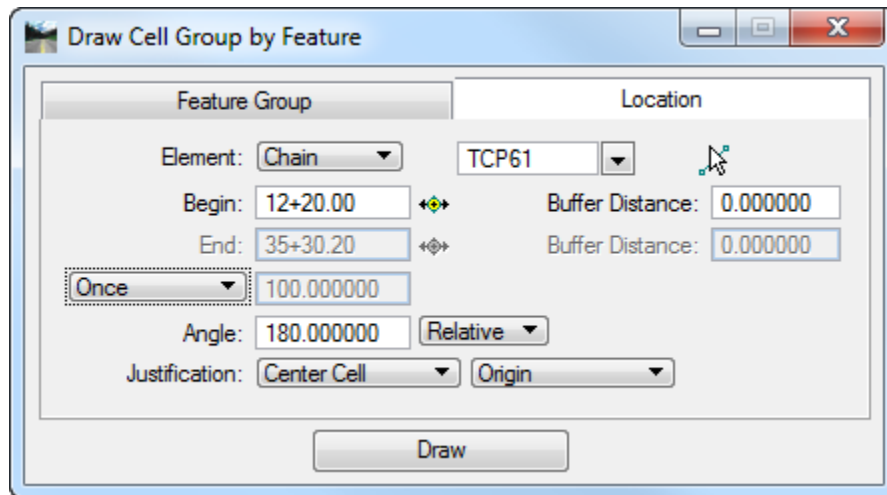 Draw Cell Group by Feature
Feature Group Location
Element: Chain TCP61
Begin: 12+20.00 Buffer Distance: 0.000000
End: 35+30.20 Buffer Distance: 0.000000
Once 100.000000
Angle: 180.000000 Relative
Justification: Center Cell Origin
Draw